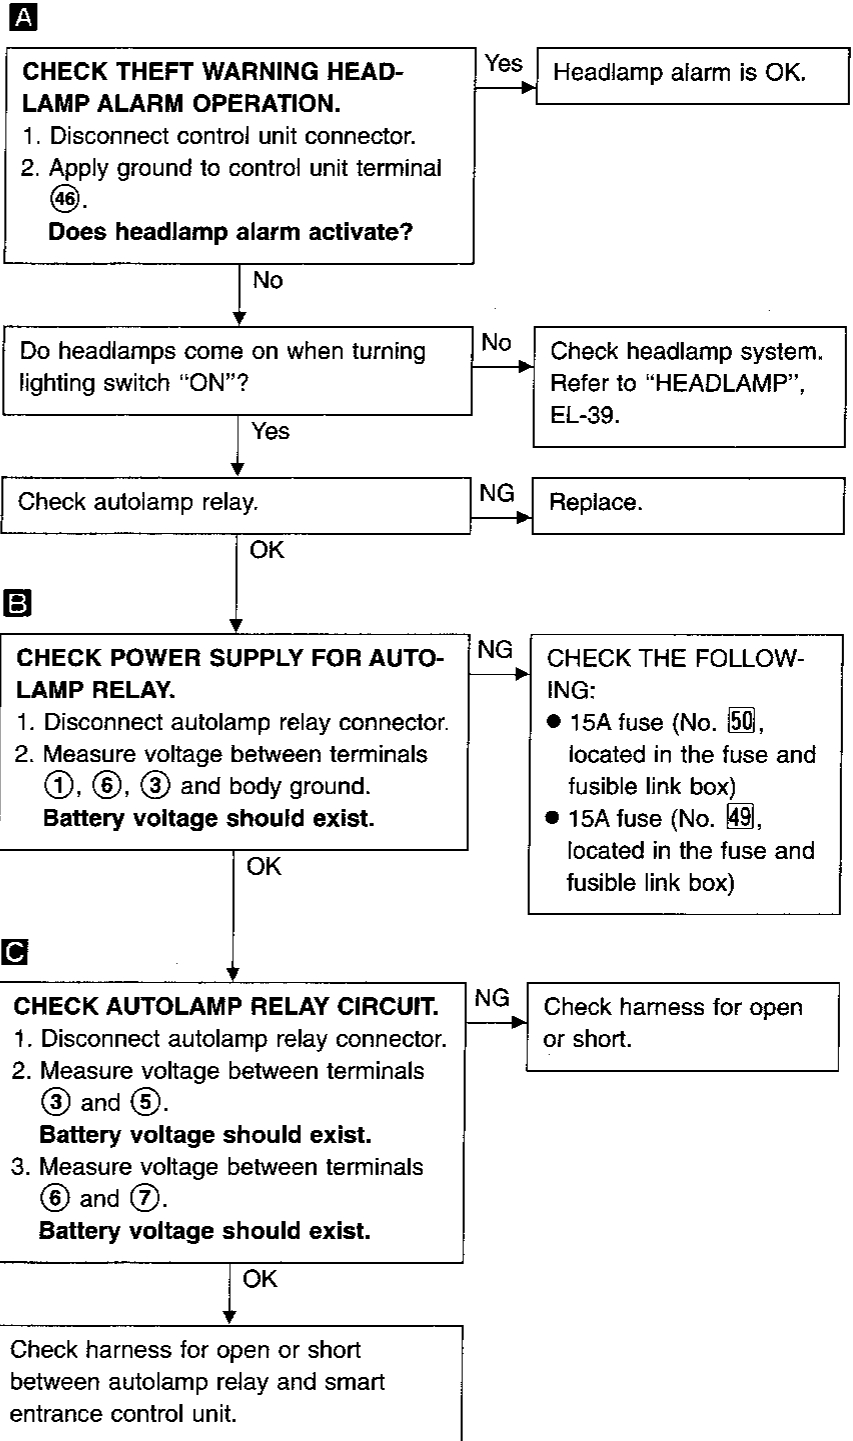 A
CHECK THEFT WARNING HEAD-
LAMP ALARM OPERATION.
1. Disconnect control unit connector.
2. Apply ground to control unit terminal
46.
Does headlamp alarm activate?
Yes
Headlamp alarm is OK.
No
Do headlamps come on when turning
lighting switch “ON”?
No
Check headlamp system.
Refer to “HEADLAMP”,
EL-39.
Yes
Check autolamp relay.
NG
Replace.
OK
B
CHECK POWER SUPPLY FOR AUTO-
LAMP RELAY.
1. Disconnect autolamp relay connector.
2. Measure voltage between terminals
①, ⑥, ③ and body ground.
Battery voltage should exist.
NG
CHECK THE FOLLOW-
ING:
● 15A fuse (No. 50,
located in the fuse and
fusible link box)
● 15A fuse (No. 49,
located in the fuse and
fusible link box)
OK
C
CHECK AUTOLAMP RELAY CIRCUIT.
1. Disconnect autolamp relay connector.
2. Measure voltage between terminals
③ and ⑤.
Battery voltage should exist.
3. Measure voltage between terminals
⑥ and ⑦.
Battery voltage should exist.
NG
Check harness for open
or short.
OK
Check harness for open or short
between autolamp relay and smart
entrance control unit.